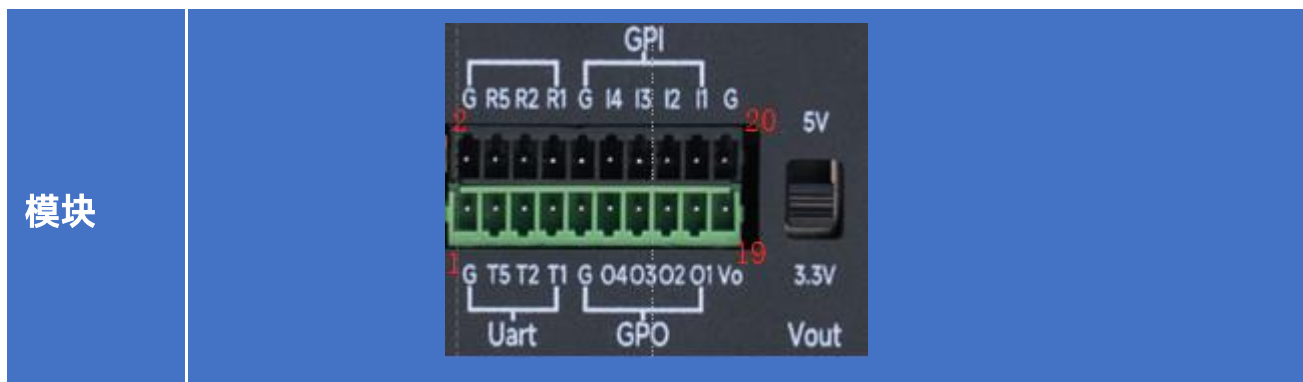 模块
GPI
G R5 R2 R1 G I4 I3 I2 I1 G
2 20
5V
1 19
G T5 T2 T1 G O4 O3 O2 O1 Vo
3.3V
Uart GPO Vout